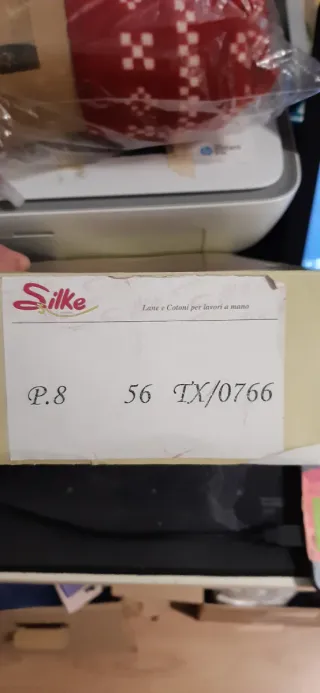 Silke
Lane e Cotoni per lavori a mano
P.8 56 TX/0766